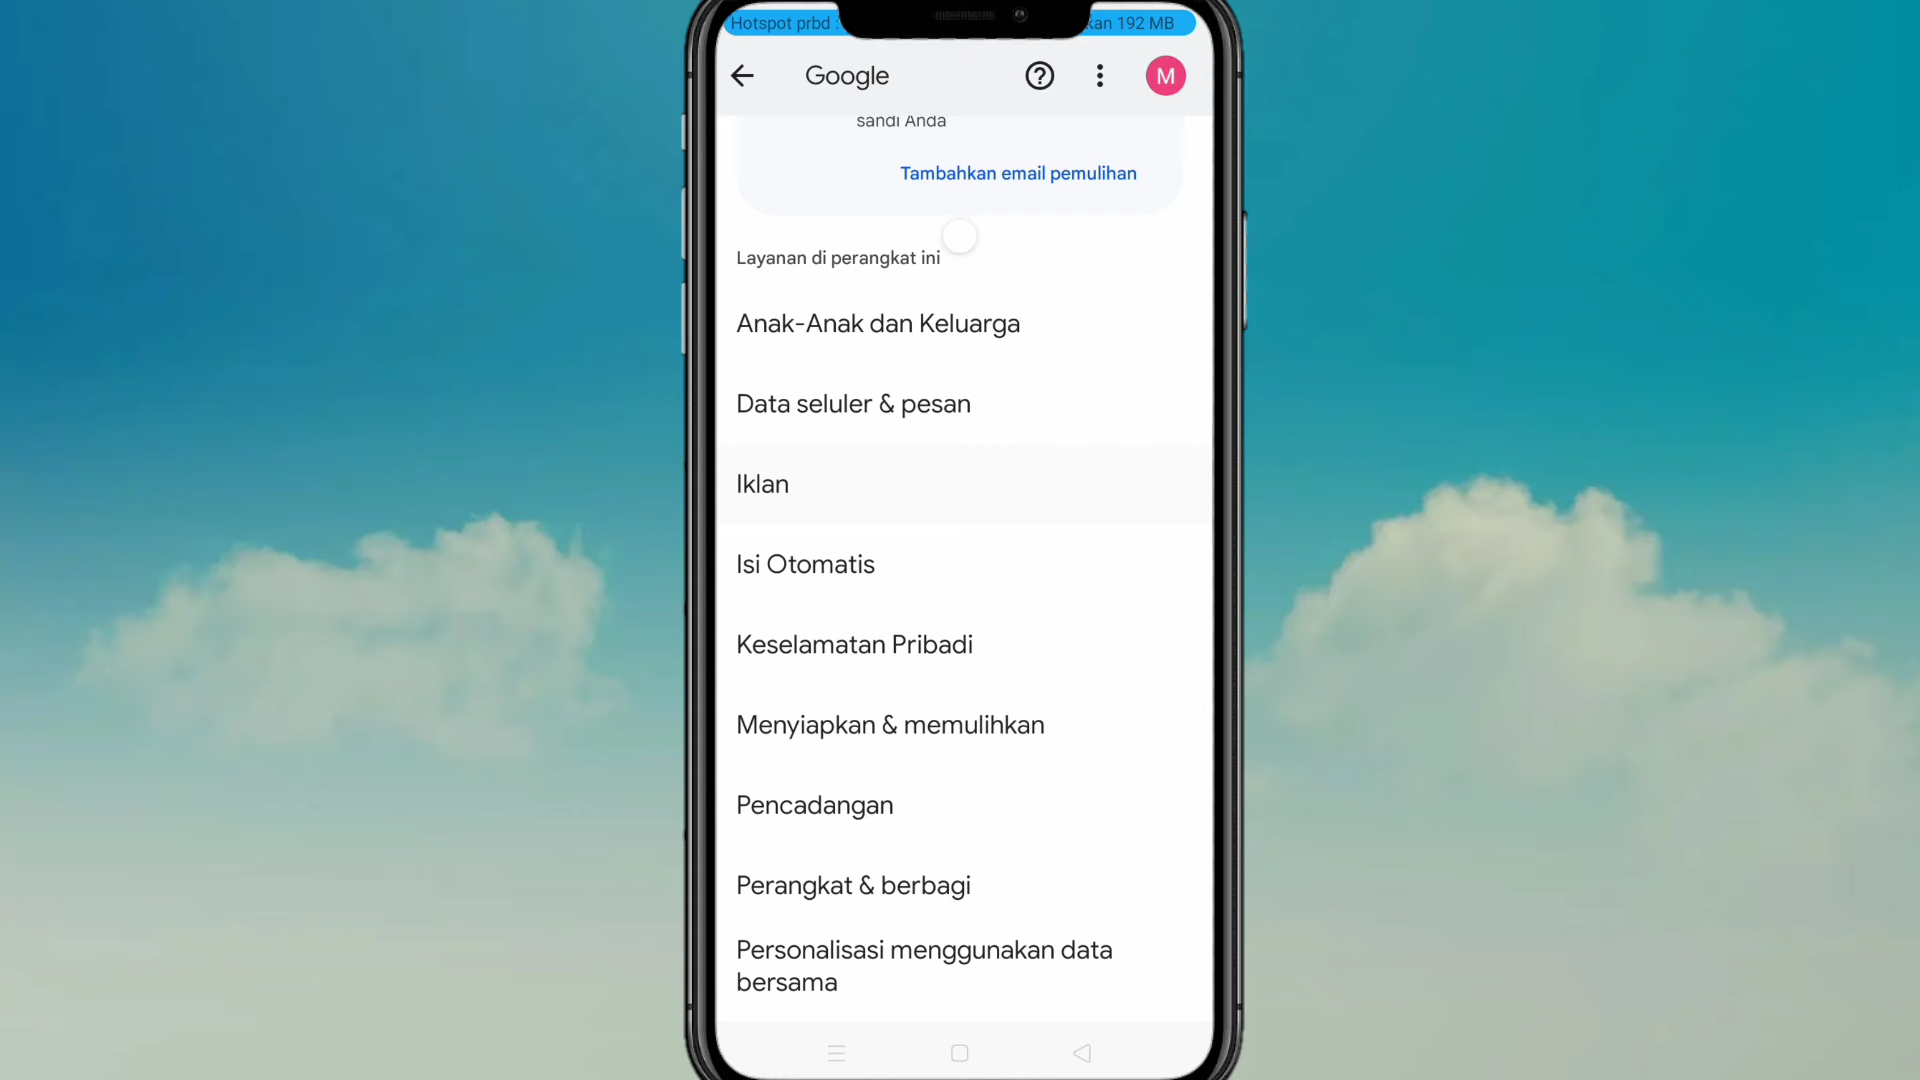 Hotspot prbd :
kan 192 MB
Google
M
sandi Anda
Tambahkan email pemulihan
Layanan di perangkat ini
Anak-Anak dan Keluarga
Data seluler & pesan
Iklan
Isi Otomatis
Keselamatan Pribadi
Menyiapkan & memulihkan
Pencadangan
Perangkat & berbagi
Personalisasi menggunakan data
bersama